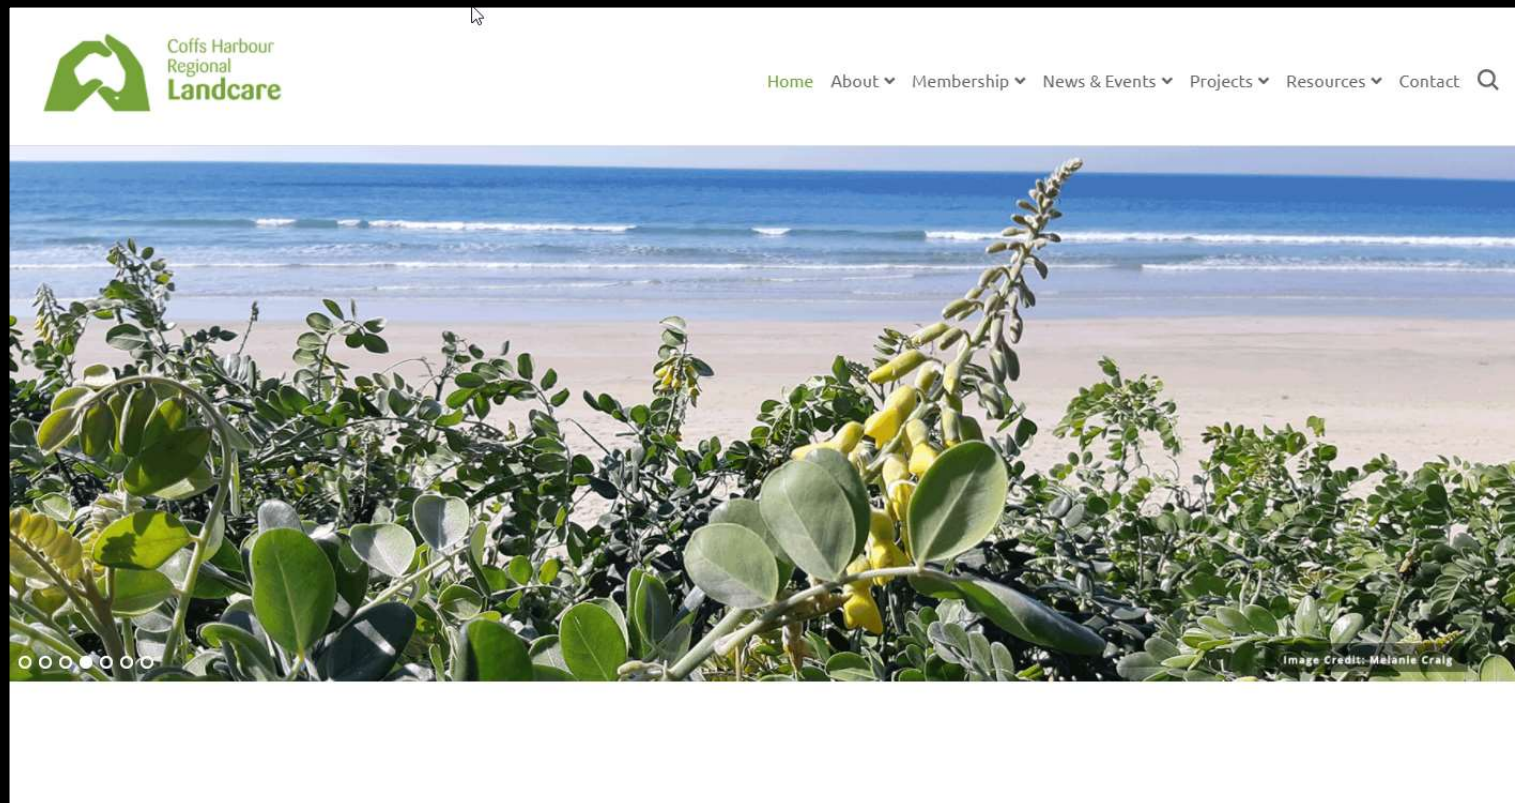 Coffs Harbour
Regional
Landcare
Home About Membership News & Events Projects Resources Contact
Image Credit: Melanie Craig